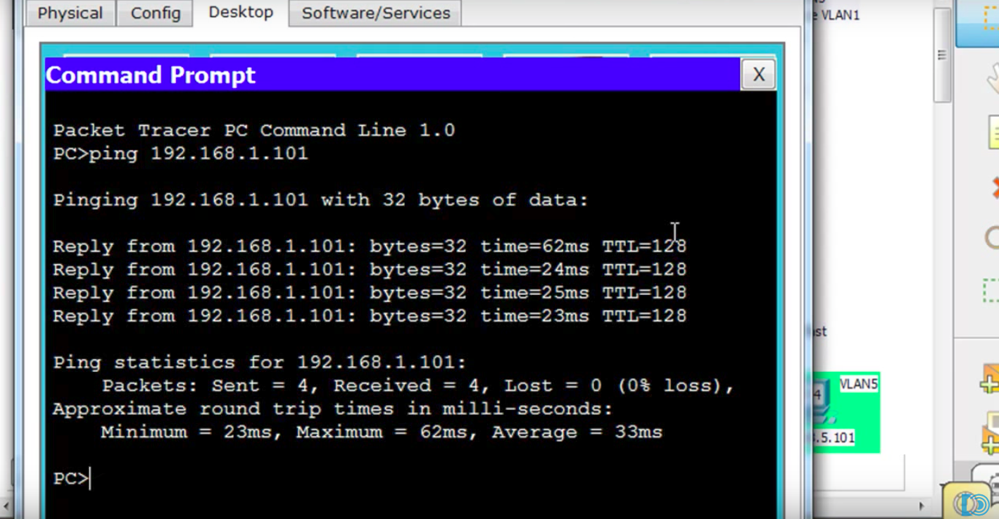 Physical
Config
Desktop
Software/Services
VLAN1
Command Prompt
X
Packet Tracer PC Command Line 1.0
PC>ping 192.168.1.101
Pinging 192.168.1.101 with 32 bytes of data:
Reply from 192.168.1.101: bytes=32 time=62ms TTL=128
Reply from 192.168.1.101: bytes=32 time=24ms TTL=128
Reply from 192.168.1.101: bytes=32 time=25ms TTL=128
Reply from 192.168.1.101: bytes=32 time=23ms TTL=128
Ping statistics for 192.168.1.101:
Packets: Sent = 4, Received = 4, Lost = 0 (0% loss),
Approximate round trip times in milli-seconds:
Minimum = 23ms, Maximum = 62ms, Average = 33ms
PC>
VLAN5
.5.101